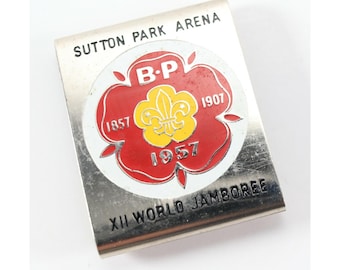 SUTTON PARK ARENA
B·P
1857 1907
1957
XII WORLD JAMBOREE